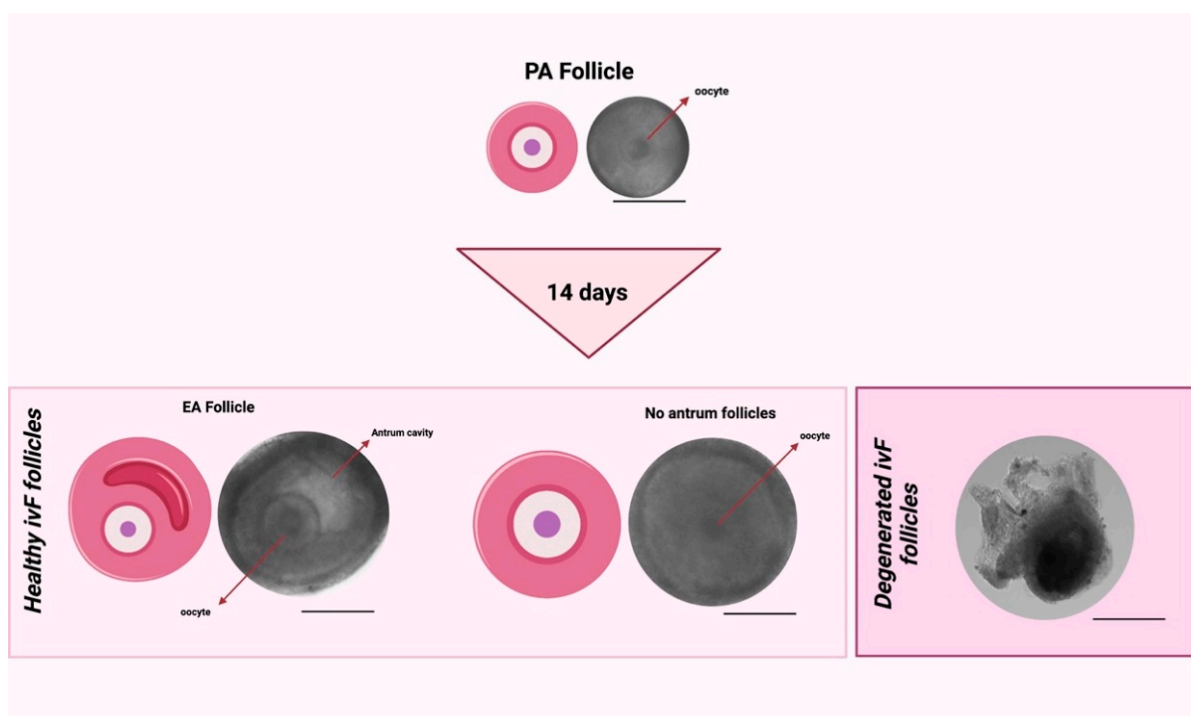 PA Follicle
oocyte
14 days
Healthy ivF follicles
EA Follicle
Antrum cavity
oocyte
No antrum follicles
oocyte
Degenerated ivF
follicles